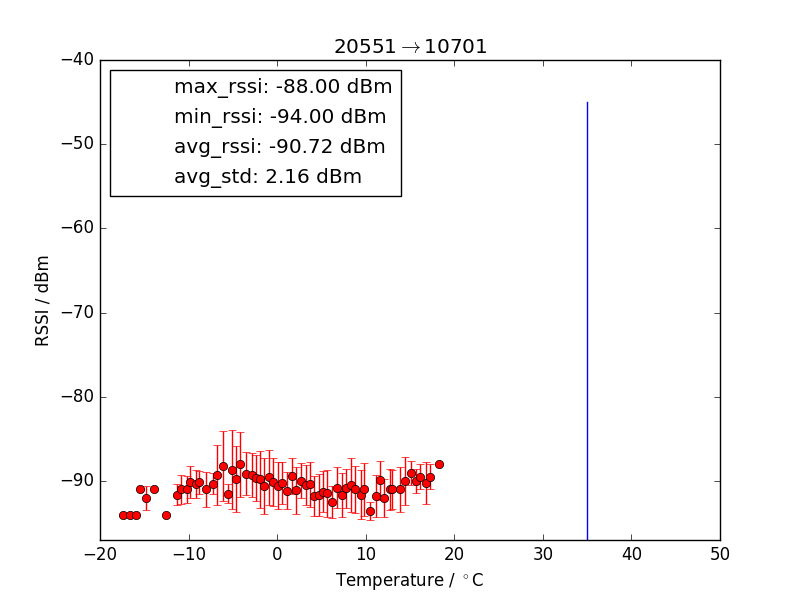 20551→10701
max_rssi: -88.00 dBm
min_rssi: -94.00 dBm
avg_rssi: -90.72 dBm
avg_std: 2.16 dBm
RSSI / dBm
−40
−50
−60
−70
−80
−90
−20 −10 0 10 20 30 40 50
Temperature / °C